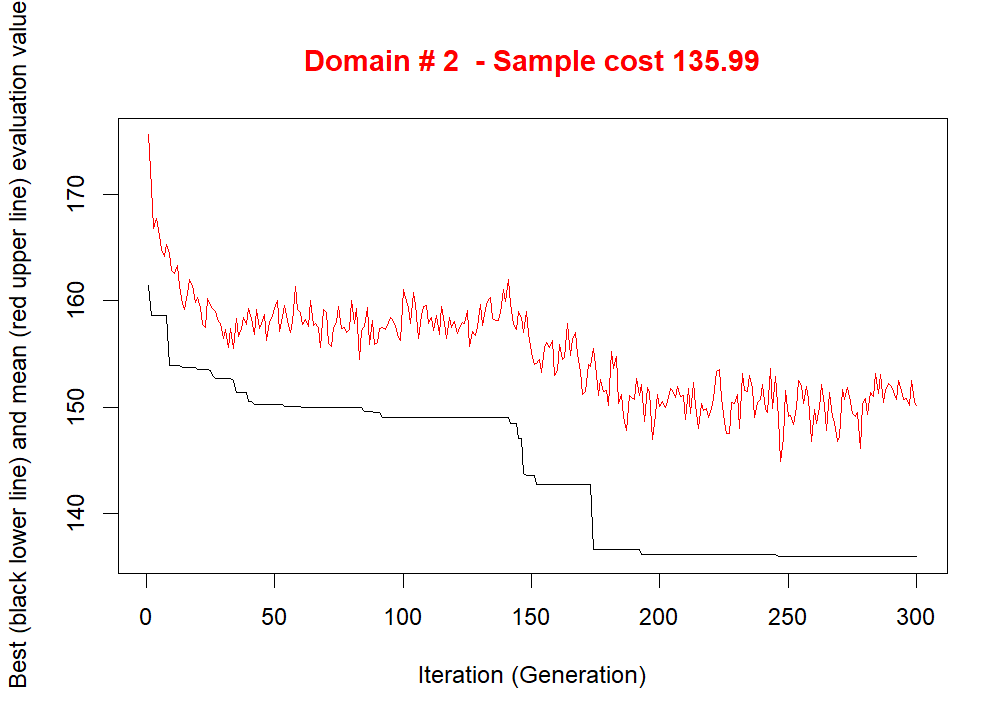 Domain # 2  - Sample cost 135.99
Best (black lower line) and mean (red upper line) evaluation value
170
160
150
140
0 50 100 150 200 250 300
Iteration (Generation)